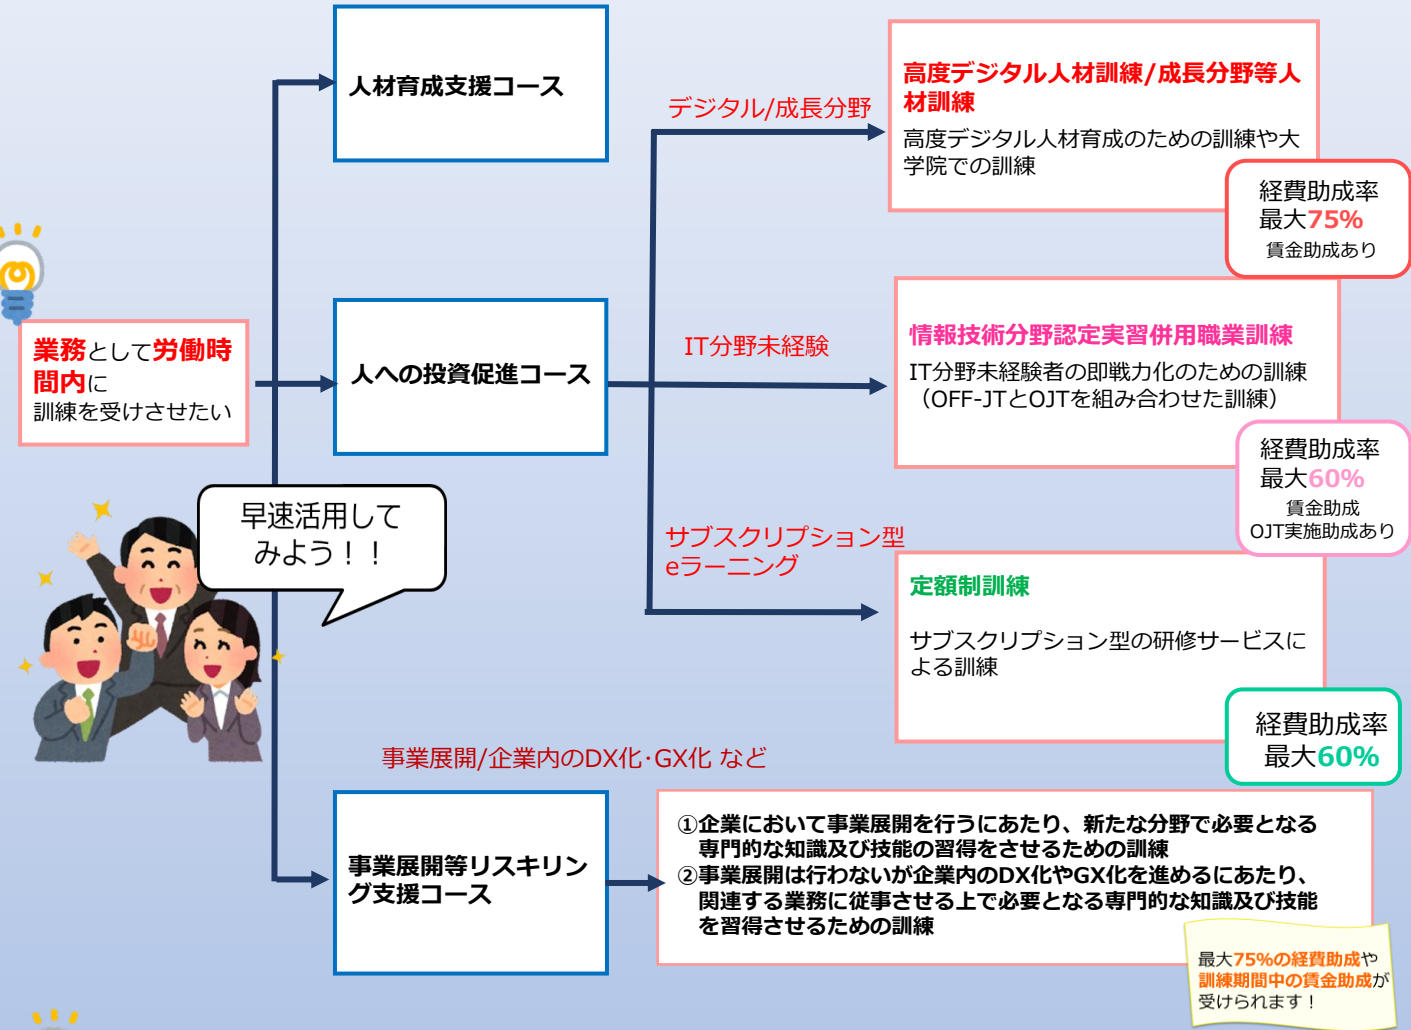 人材育成支援コース
デジタル/成長分野
高度デジタル人材訓練/成長分野等人
材訓練
高度デジタル人材育成のための訓練や大
学院での訓練
経費助成率
最大75%
賃金助成あり
業務として労働時
間内に
訓練を受けさせたい
人への投資促進コース
IT分野未経験
情報技術分野認定実習併用職業訓練
IT分野未経験者の即戦力化のための訓練
（OFF-JTとOJTを組み合わせた訓練）
経費助成率
最大60%
賃金助成
OJT実施助成あり
早速活用して
みよう！！
サブスクリプション型
eラーニング
定額制訓練
サブスクリプション型の研修サービスに
よる訓練
経費助成率
最大60%
事業展開/企業内のDX化･GX化 など
事業展開等リスキリン
グ支援コース
①企業において事業展開を行うにあたり、新たな分野で必要となる
専門的な知識及び技能の習得をさせるための訓練
②事業展開は行わないが企業内のDX化やGX化を進めるにあたり、
関連する業務に従事させる上で必要となる専門的な知識及び技能
を習得させるための訓練
最大75%の経費助成や
訓練期間中の賃金助成が
受けられます！